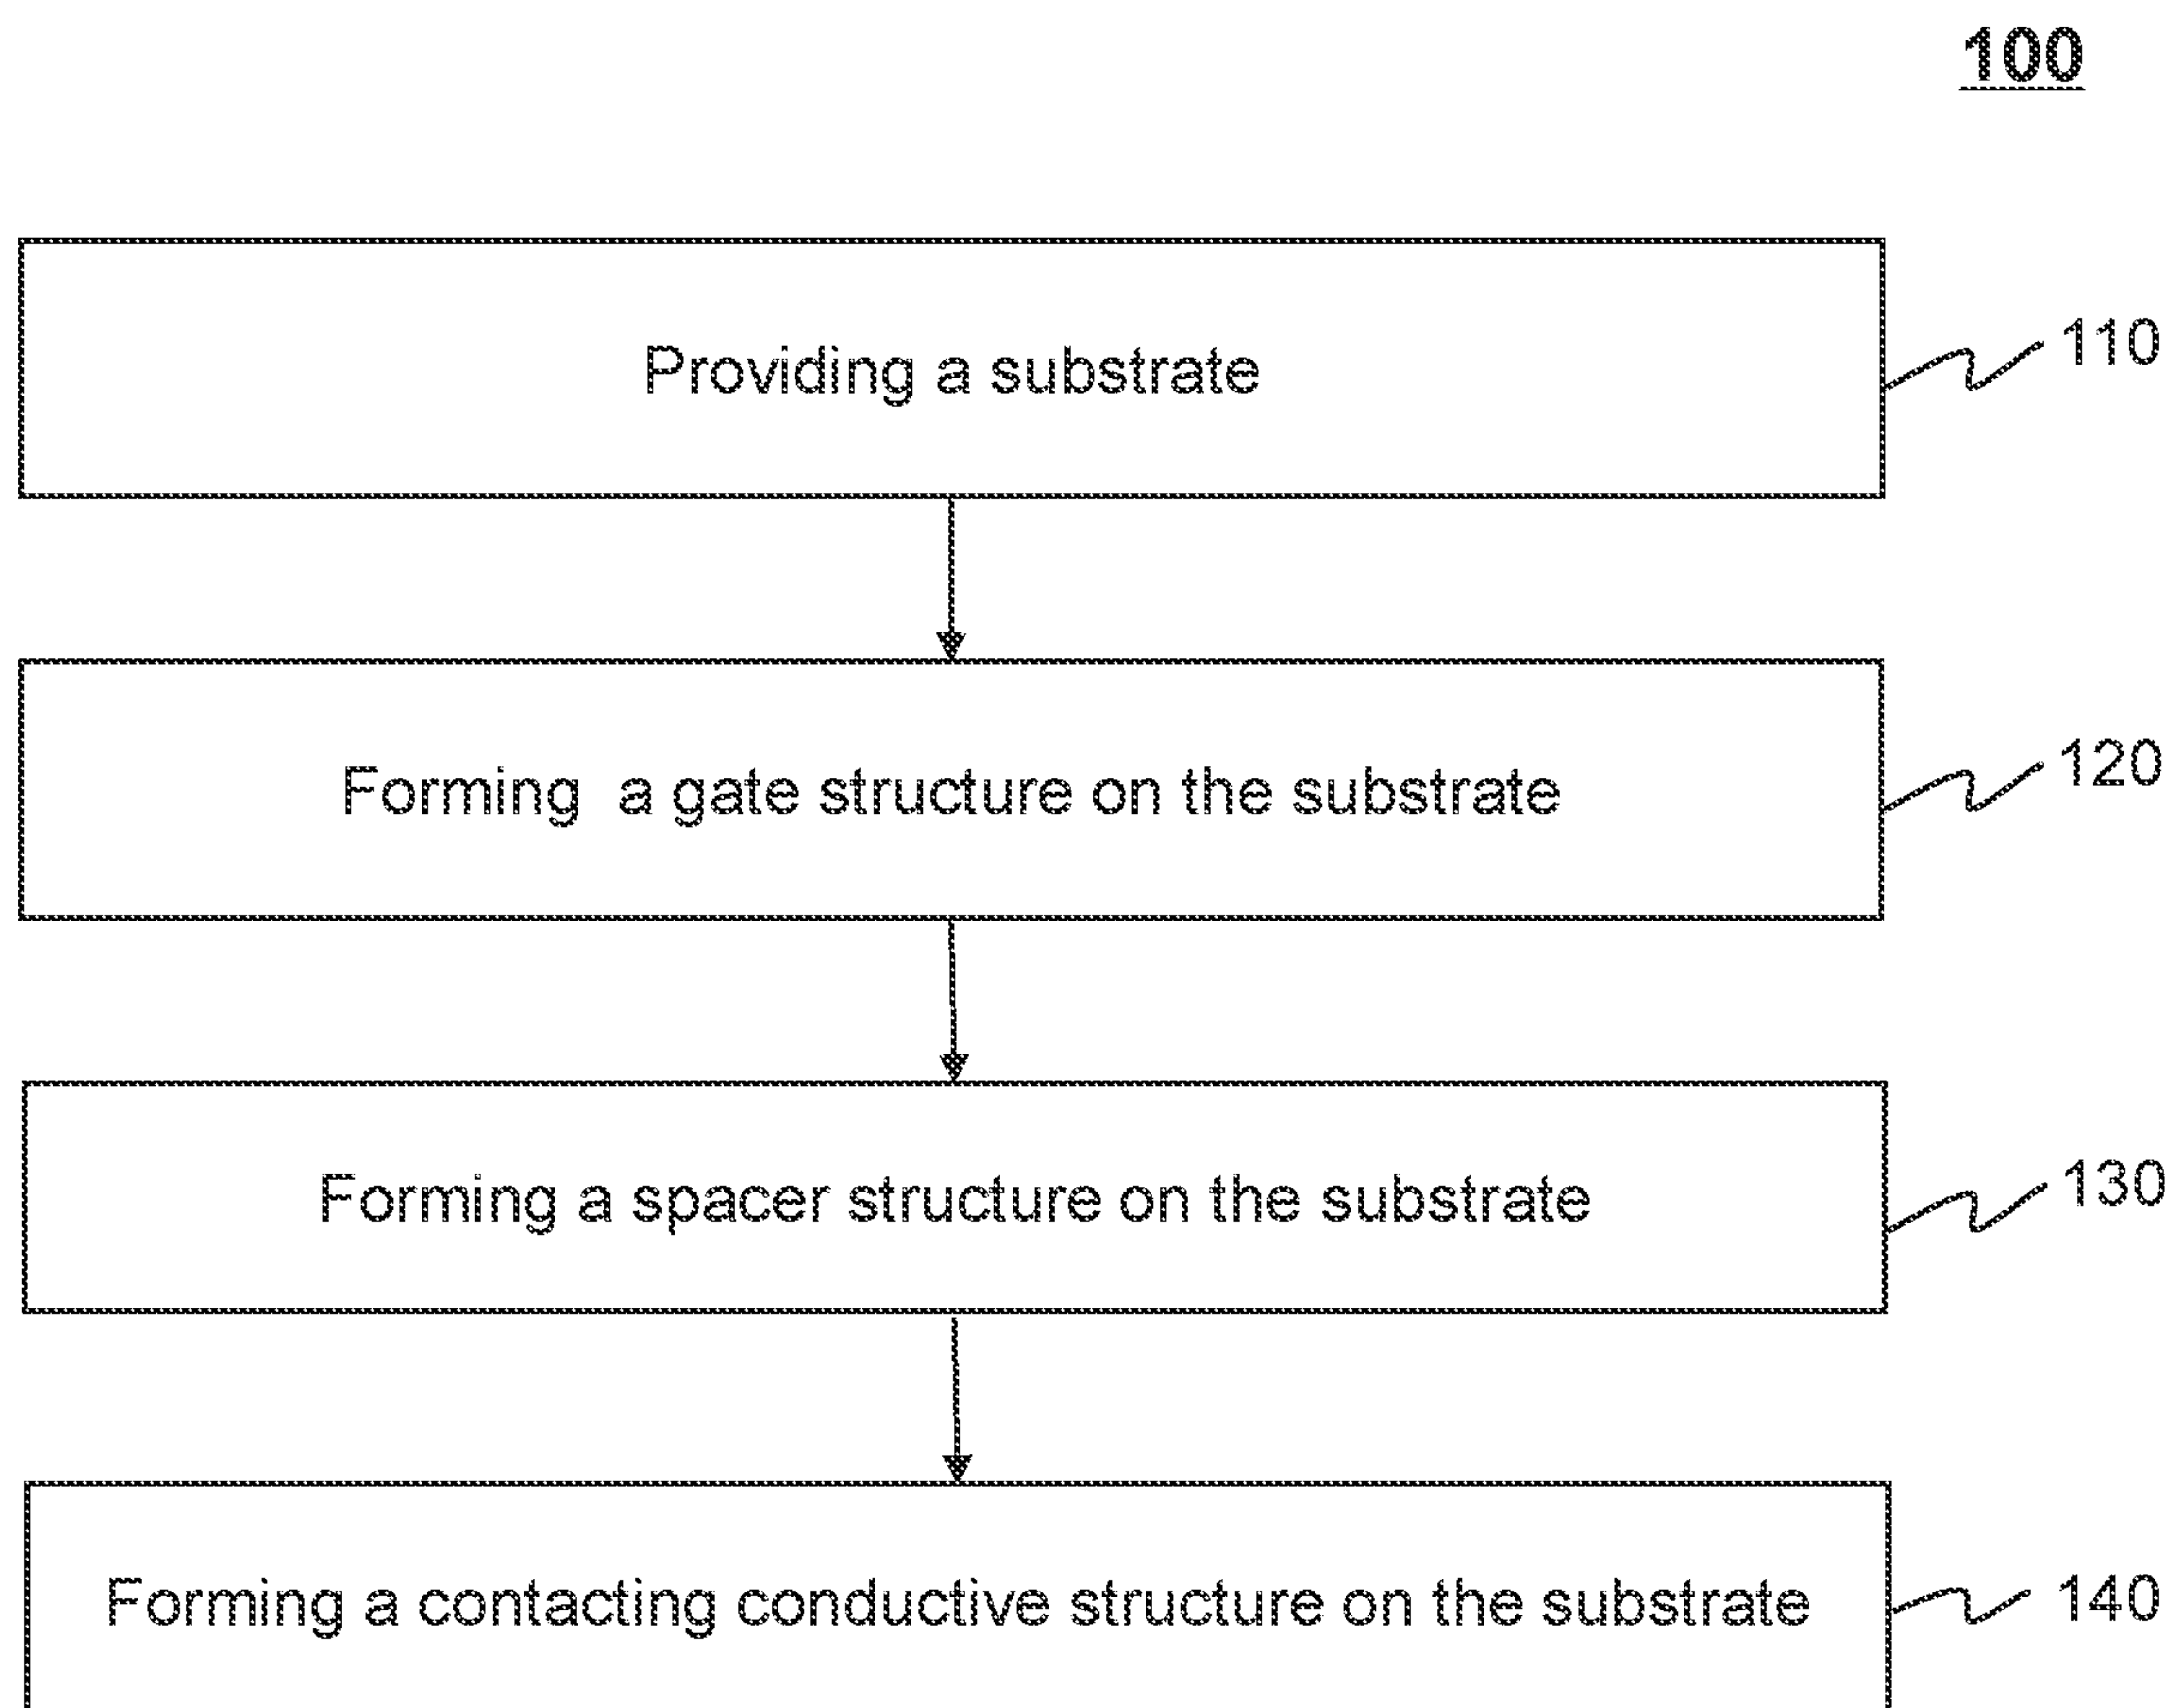 100
Providing a substrate
110
Forming a gate structure on the substrate
120
Forming a spacer structure on the substrate
130
Forming a contacting conductive structure on the substrate
140